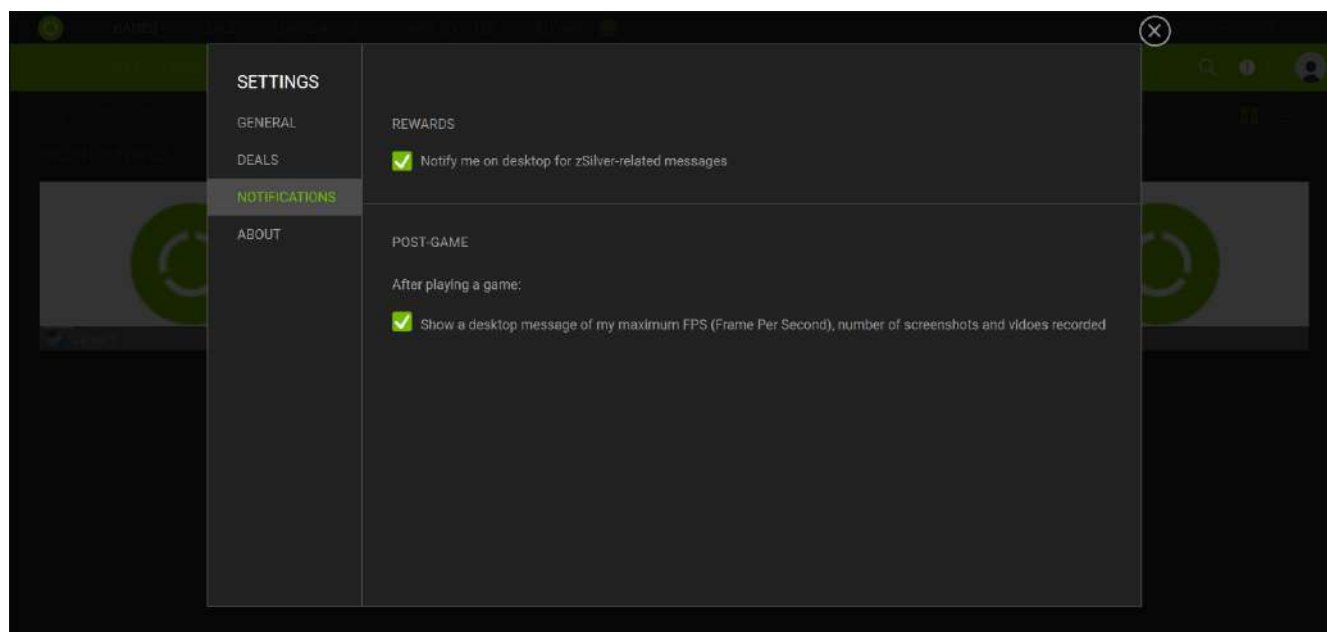 SETTINGS
GENERAL
DEALS
NOTIFICATIONS
ABOUT
REWARDS
Notify me on desktop for zSilver-related messages
POST-GAME
After playing a game:
Show a desktop message of my maximum FPS (Frame Per Second), number of screenshots and vidoes recorded